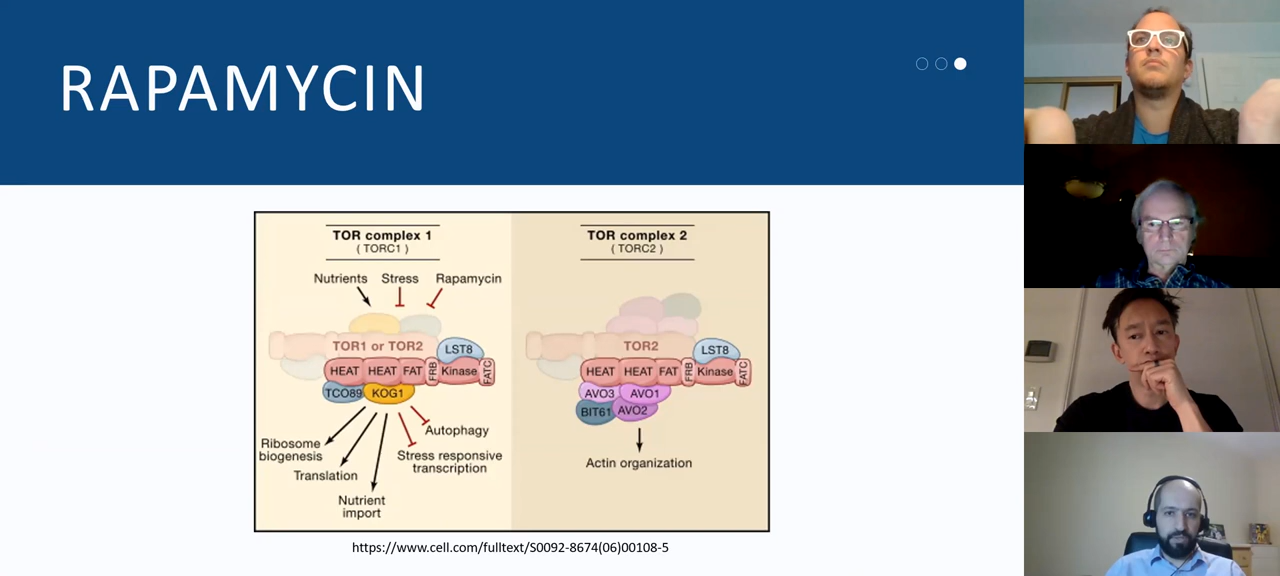 RAPAMYCIN
TOR complex 1
( TORC1 )
Nutrients Stress Rapamycin
TOR1 or TOR2
LST8
HEAT HEAT FAT FRB Kinase FATC
TCO89 KOG1
Autophagy
Ribosome
biogenesis
Stress responsive
transcription
Translation
Nutrient
import
TOR complex 2
( TORC2 )
TOR2
LST8
HEAT HEAT FAT FRB Kinase FATC
AVO3 AVO1
BIT61 AVO2
Actin organization
https://www.cell.com/fulltext/S0092-8674(06)00108-5